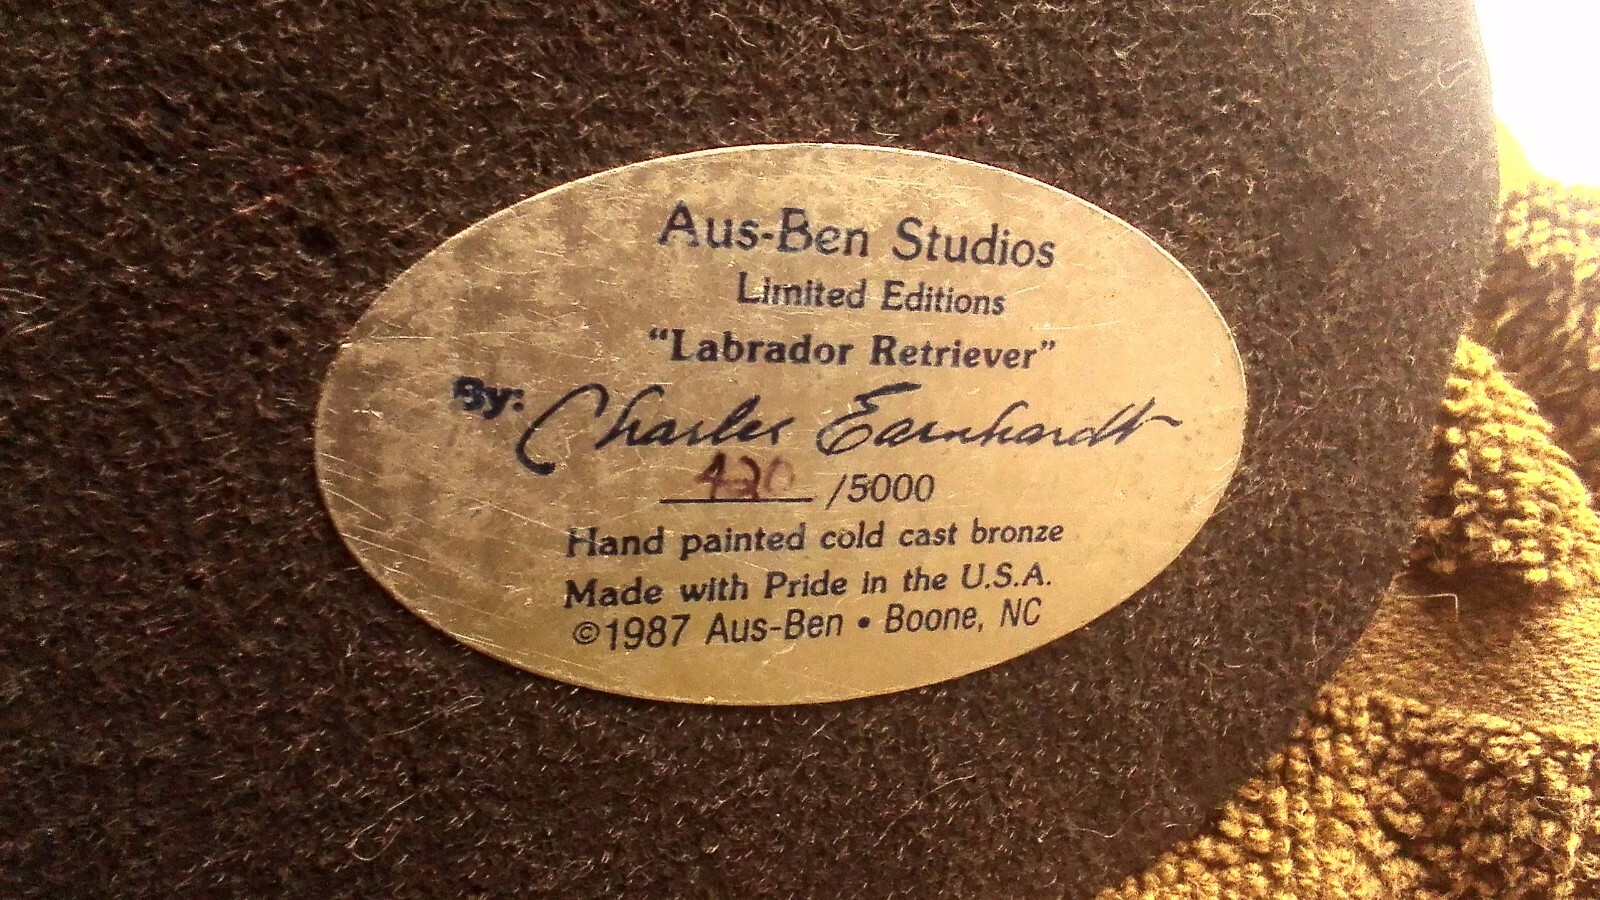 Aus-Ben Studios
Limited Editions
"Labrador Retriever"
By: Charles Earnhardt
420 /5000
Hand painted cold cast bronze
Made with Pride in the U.S.A.
©1987 Aus-Ben • Boone, NC